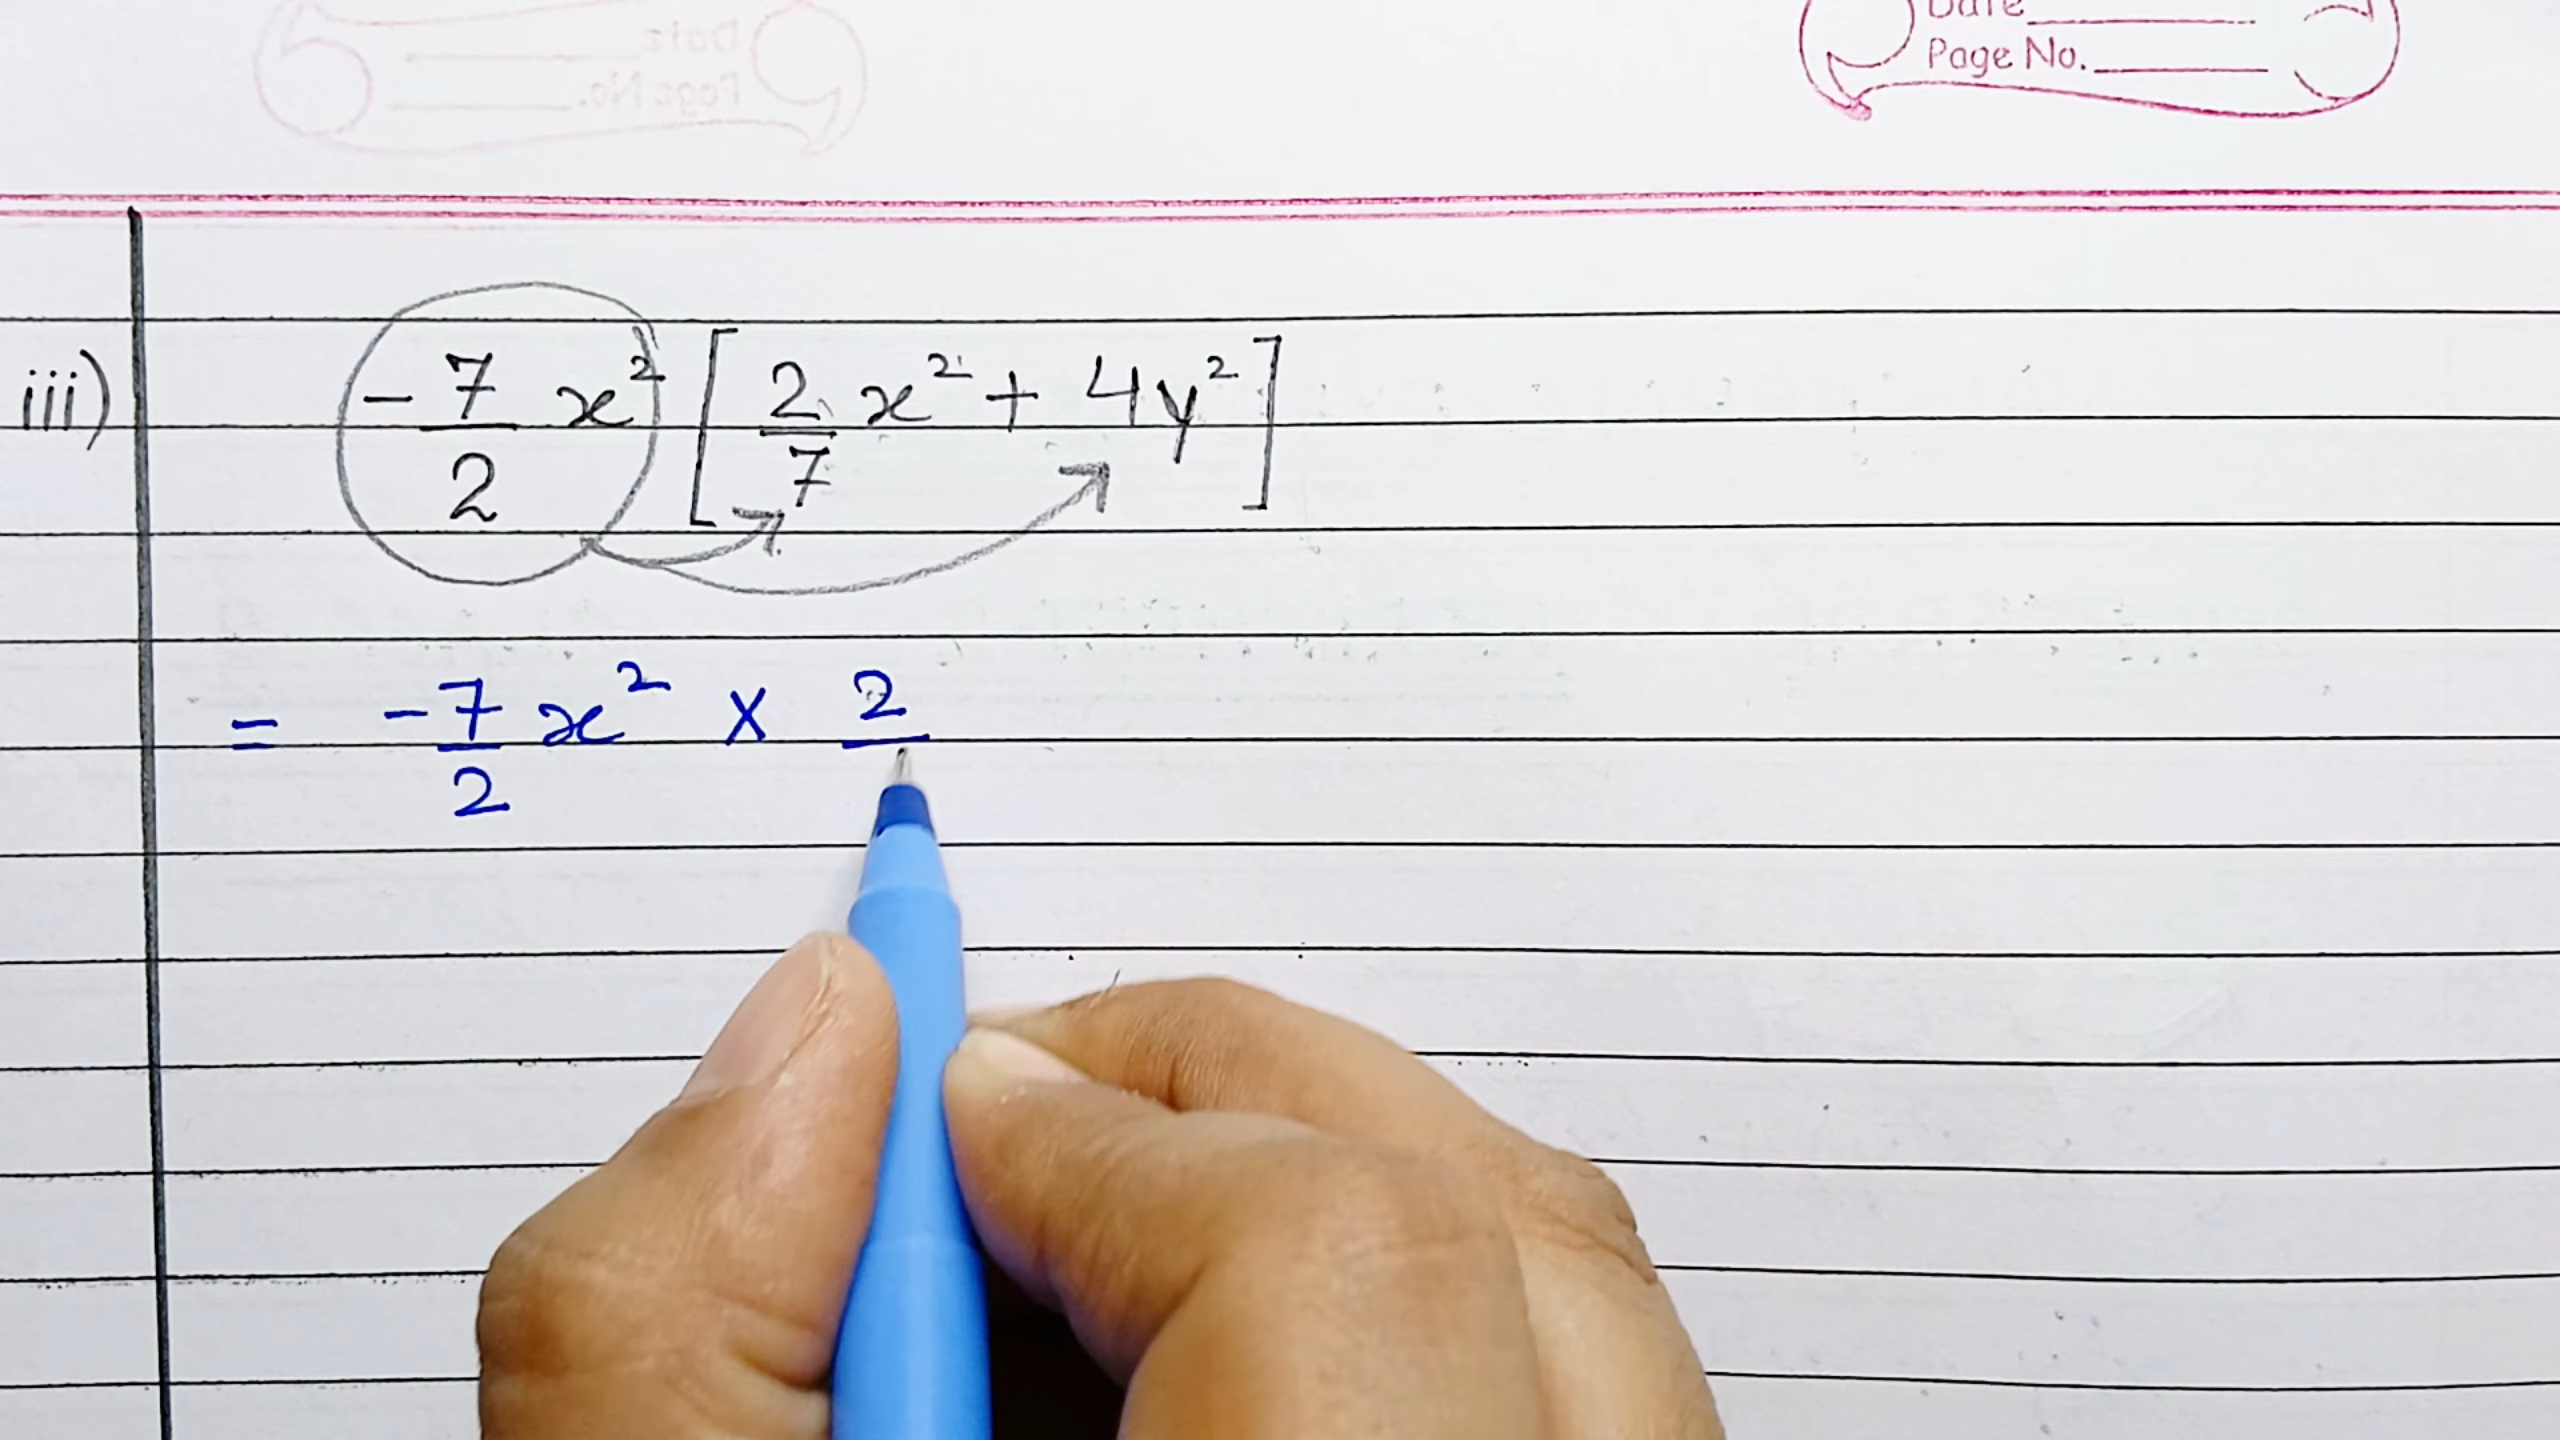 Date
Page No.
iii) -7/2 x² [2/7 x² + 4y²]
= -7/2 x² × 2/